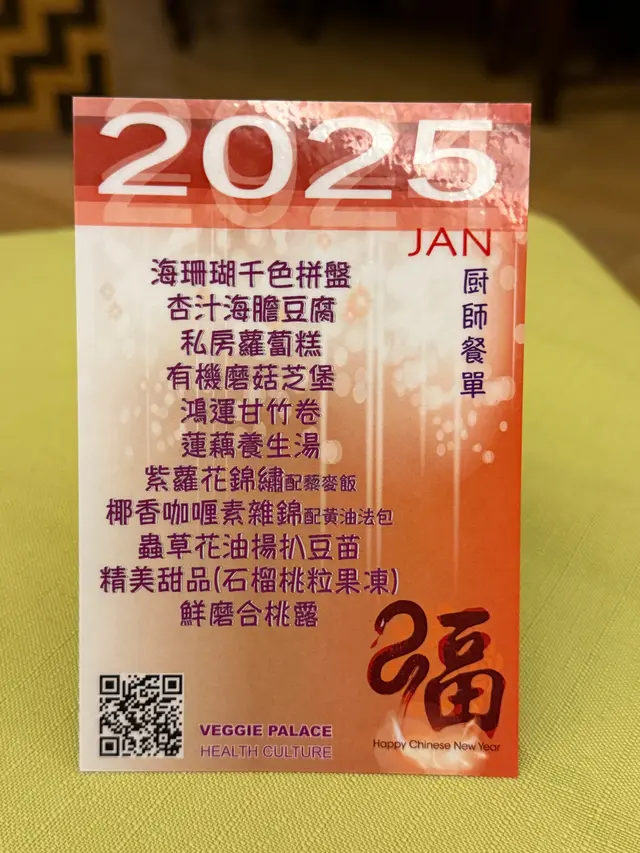 2025
JAN
廚師餐單
海珊瑚千色拼盤
杏汁海膽豆腐
私房蘿蔔糕
有機磨菇芝堡
鴻運甘竹卷
蓮藕養生湯
紫蘿花錦繡配藜麥飯
椰香咖喱素雜錦配黃油法包
蟲草花油揚扒豆苗
精美甜品(石榴桃粒果凍)
鮮磨合桃露
福
Happy Chinese New Year
VEGGIE PALACE
HEALTH CULTURE